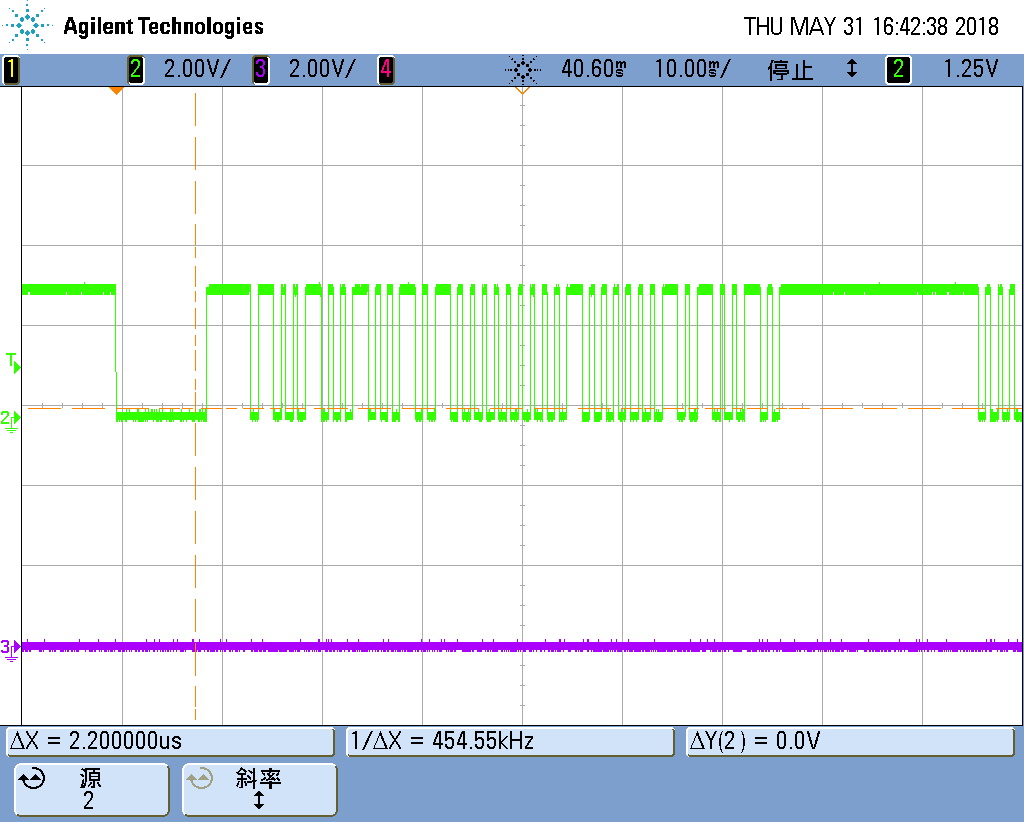 Agilent Technologies
THU MAY 31 16:42:38 2018
1 2 2.00V/ 3 2.00V/ 4 40.60ms 10.00ms/ 停止 ↕ 2 1.25V
T
2
3
ΔX = 2.200000us
1/ΔX = 454.55kHz
ΔY(2 ) = 0.0V
源
2
斜率
↕